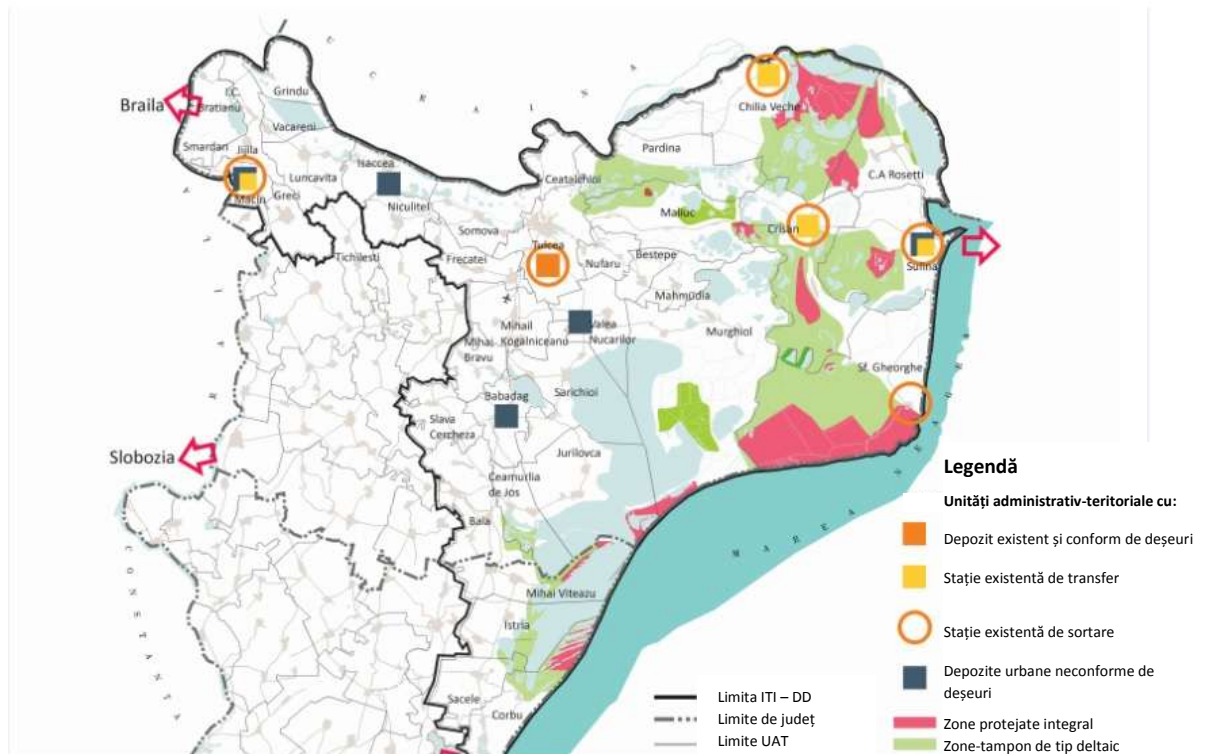 U C R A I N A
Braila
I.C.
Bratianu
Grindu
Vacareni
Smardan
Jijila
Macin
Greci
Luncavita
Isaccea
Niculitel
Chilia Veche
Pardina
Ceatalchioi
C.A Rosetti
Maliuc
Crisan
Somova
Tulcea
Frecatei
Nufaru
Bestepe
Sulina
Tichilesti
Mahmudia
Mihail
Kogalniceanu
Valea
Nucarilor
Murghiol
Mihai
Bravu
Sf. Gheorghe
Babadag
Sarichioi
Slava
Cercheza
Slobozia
Jurilovca
Ceamurlia
de Jos
Baia
M A R E A N E A G R A
Mihai Viteazu
Istria
C O N S T A N T A
Sacele
Corbu
Legendă
Unități administrativ-teritoriale cu:
Depozit existent și conform de deșeuri
Stație existentă de transfer
Stație existentă de sortare
Depozite urbane neconforme de
deșeuri
Limita ITI – DD
Limite de județ
Limite UAT
Zone protejate integral
Zone-tampon de tip deltaic